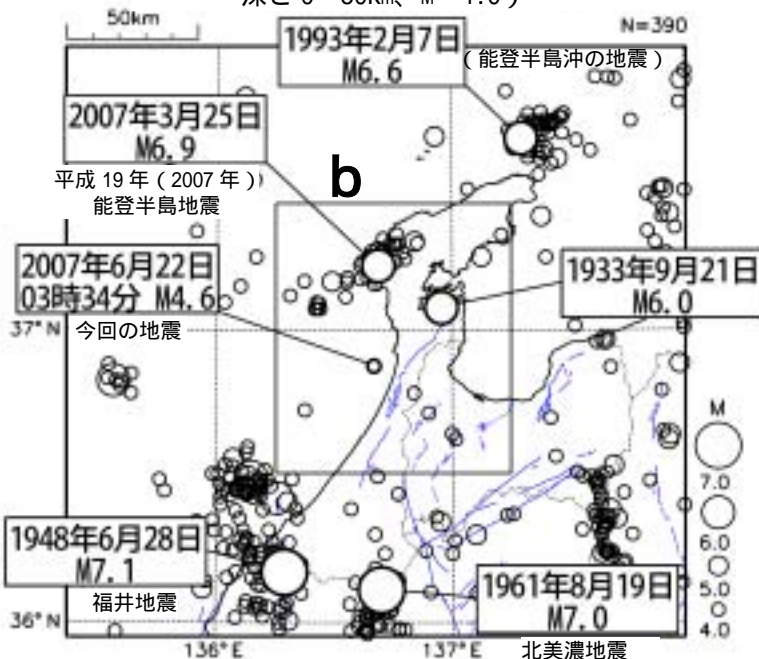 50km
N=390
1993年2月7日
M6.6
(能登半島沖の地震)
2007年3月25日
M6.9
平成19年(2007年)
能登半島地震
b
2007年6月22日
03時34分 M4.6
今回の地震
1933年9月21日
M6.0
37°N
M
7.0
6.0
5.0
4.0
1948年6月28日
M7.1
福井地震
1961年8月19日
M7.0
北美濃地震
36°N
136°E
137°E